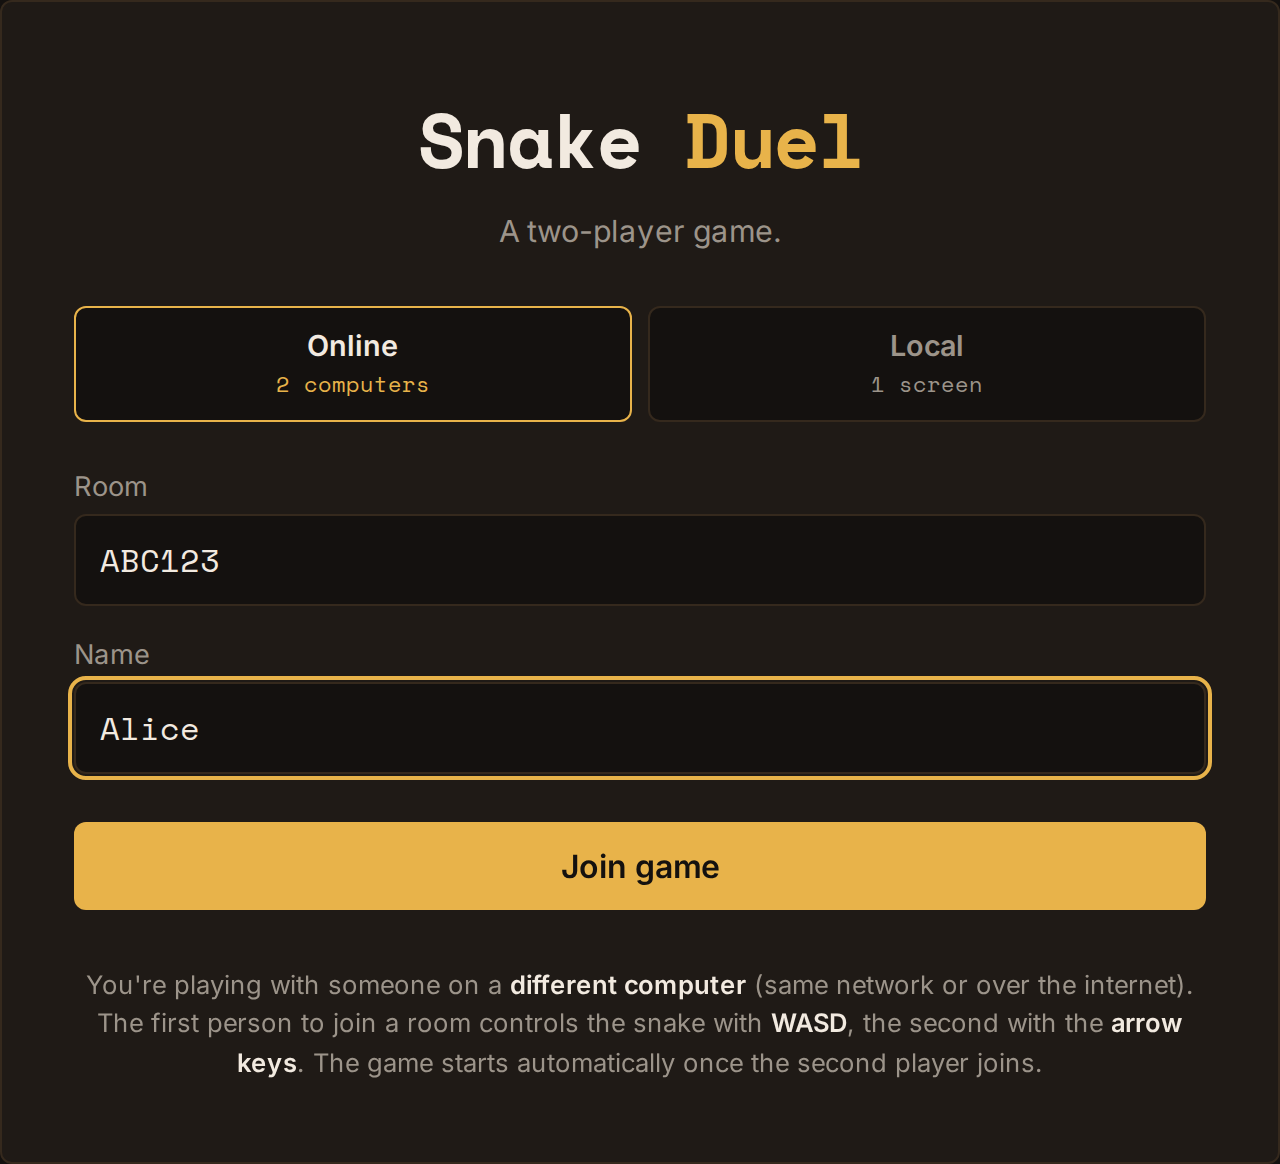 Snake Duel
A two-player game.
Online
2 computers
Local
1 screen
Room
ABC123
Name
Alice
Join game
You're playing with someone on a different computer (same network or over the internet).
The first person to join a room controls the snake with WASD, the second with the arrow
keys. The game starts automatically once the second player joins.